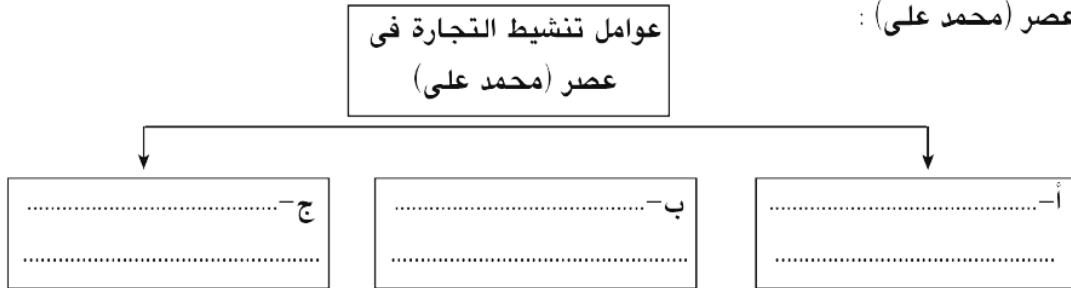 عصر (محمد على) :
عوامل تنشيط التجارة فى
عصر (محمد على)
أ-............................................
................................................
ب-............................................
................................................
ج-............................................
................................................